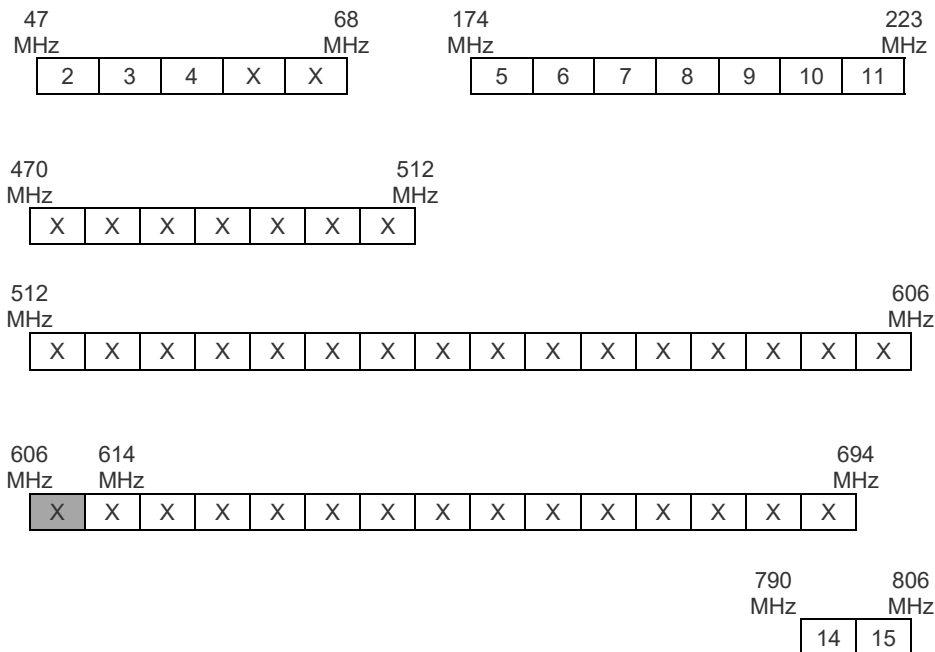 47 68 174 223
MHz MHz MHz MHz
2 3 4 X X 5 6 7 8 9 10 11
470 512
MHz MHz
X X X X X X X
512 606
MHz MHz
X X X X X X X X X X X X X X X X
606 614 694
MHz MHz MHz
X X X X X X X X X X X X X X X
790 806
MHz MHz
14 15